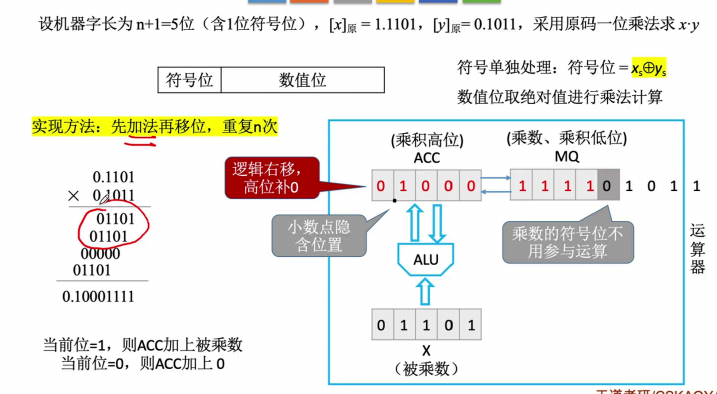 设机器字长为 n+1=5位（含1位符号位），[x]原 = 1.1101，[y]原= 0.1011，采用原码一位乘法求 x·y
符号位 数值位
符号单独处理：符号位 = xs⊕ys
数值位取绝对值进行乘法计算
实现方法：先加法再移位，重复n次
0.1101
× 0.1011
01101
01101
00000
01101
0.10001111
当前位=1，则ACC加上被乘数
当前位=0，则ACC加上 0
逻辑右移，
高位补0
(乘积高位)
ACC
(乘数、乘积低位)
MQ
0 1 0 0 0
1 1 1 1 0 1 0 1 1
小数点隐
含位置
乘数的符号位不
用参与运算
ALU
0 1 1 0 1
X
（被乘数）
运
算
器